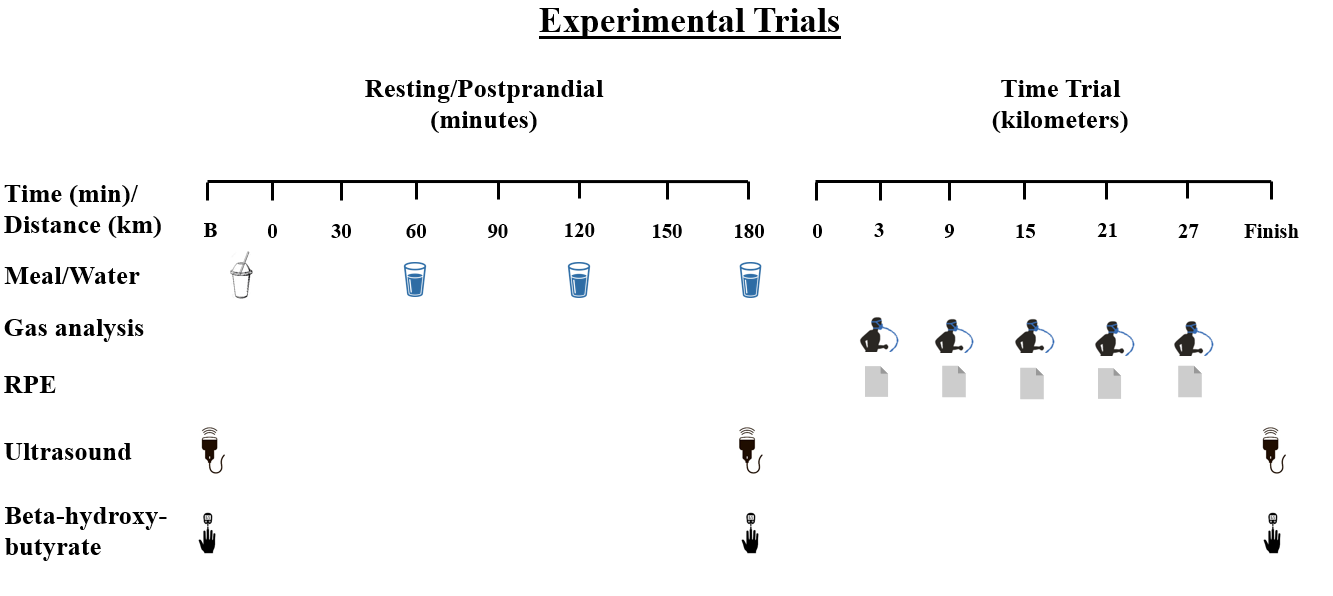 Experimental Trials
Resting/Postprandial
(minutes)
Time Trial
(kilometers)
Time (min)/
Distance (km)
B 0 30 60 90 120 150 180 0 3 9 15 21 27 Finish
Meal/Water
Gas analysis
RPE
Ultrasound
Beta-hydroxy-
butyrate